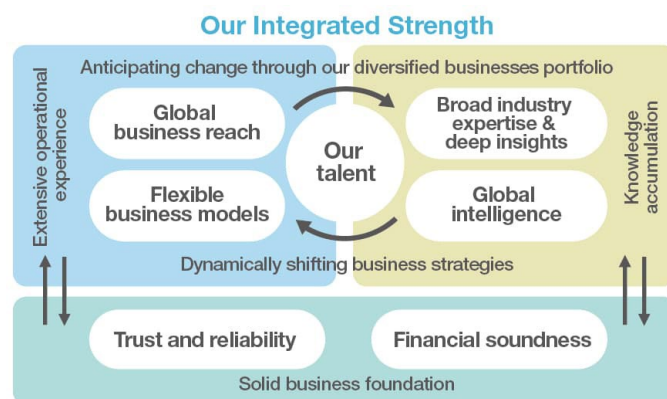 Our Integrated Strength
Anticipating change through our diversified businesses portfolio
Extensive operational
experience
Global
business reach
Flexible
business models
Our
talent
Broad industry
expertise &
deep insights
Global
intelligence
Knowledge
accumulation
Dynamically shifting business strategies
Trust and reliability
Financial soundness
Solid business foundation